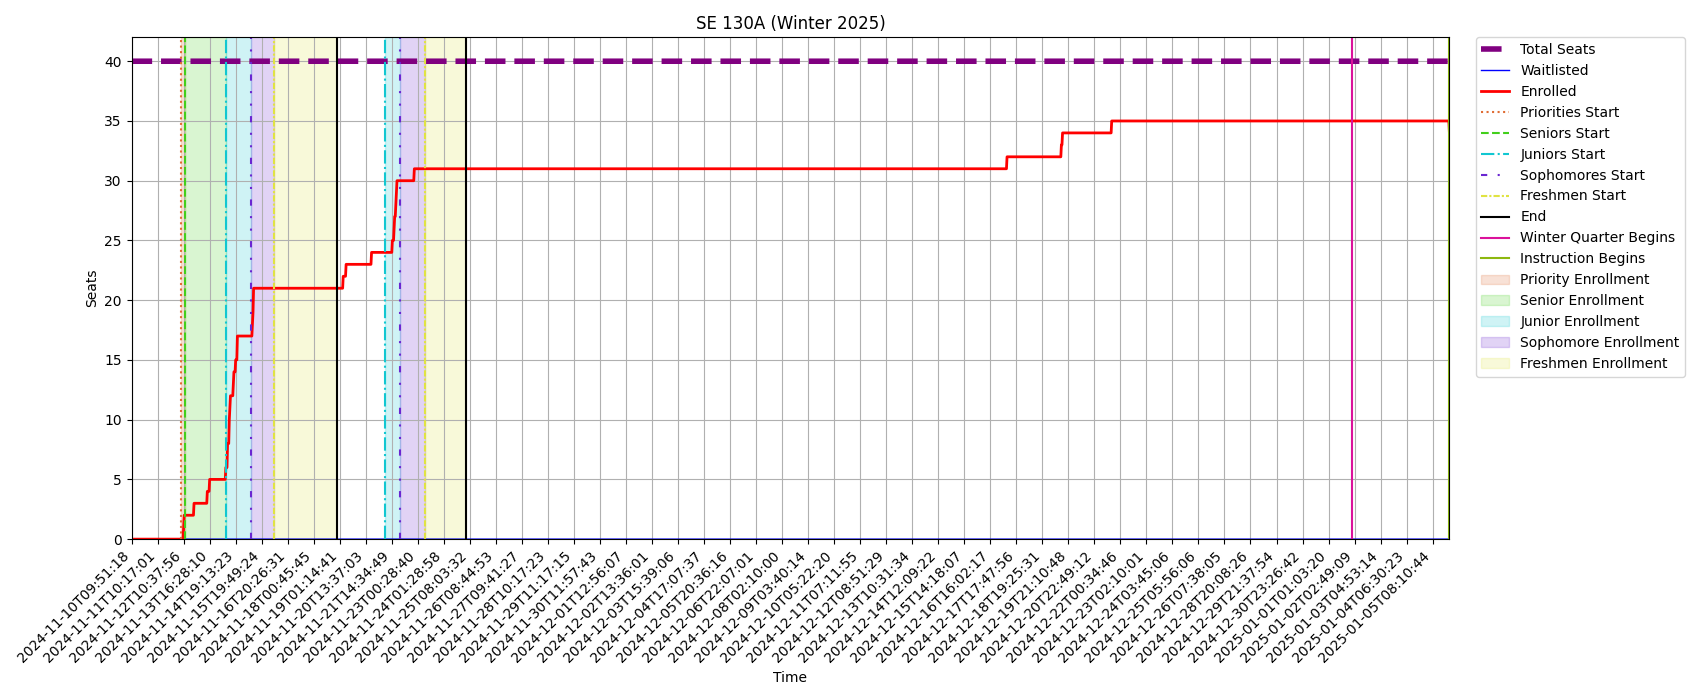 SE 130A (Winter 2025)
Seats
40
35
30
25
20
15
10
5
0
2024-11-10T09:51:18
2024-11-11T10:17:01
2024-11-12T10:37:56
2024-11-13T16:28:10
2024-11-14T19:13:23
2024-11-15T19:49:24
2024-11-16T20:26:31
2024-11-18T00:45:45
2024-11-19T01:14:41
2024-11-20T13:37:03
2024-11-21T14:34:49
2024-11-23T00:28:40
2024-11-24T01:28:58
2024-11-25T08:03:32
2024-11-26T08:44:53
2024-11-27T09:41:27
2024-11-28T10:17:23
2024-11-29T11:17:15
2024-11-30T11:57:43
2024-12-01T12:56:07
2024-12-02T13:36:01
2024-12-03T15:39:06
2024-12-04T17:07:37
2024-12-05T20:36:16
2024-12-06T22:07:01
2024-12-08T02:10:00
2024-12-09T03:40:14
2024-12-10T05:22:20
2024-12-11T07:11:55
2024-12-12T08:51:29
2024-12-13T10:31:34
2024-12-14T12:09:22
2024-12-15T14:18:07
2024-12-16T16:02:17
2024-12-17T17:47:56
2024-12-18T19:25:31
2024-12-19T21:10:48
2024-12-20T22:49:12
2024-12-22T00:34:46
2024-12-23T02:10:01
2024-12-24T03:45:06
2024-12-25T05:56:06
2024-12-26T07:38:05
2024-12-28T20:08:26
2024-12-29T21:37:54
2024-12-30T23:26:42
2025-01-01T01:03:20
2025-01-02T02:49:09
2025-01-03T04:53:14
2025-01-04T06:30:23
2025-01-05T08:10:44
Time
Total Seats
Waitlisted
Enrolled
Priorities Start
Seniors Start
Juniors Start
Sophomores Start
Freshmen Start
End
Winter Quarter Begins
Instruction Begins
Priority Enrollment
Senior Enrollment
Junior Enrollment
Sophomore Enrollment
Freshmen Enrollment